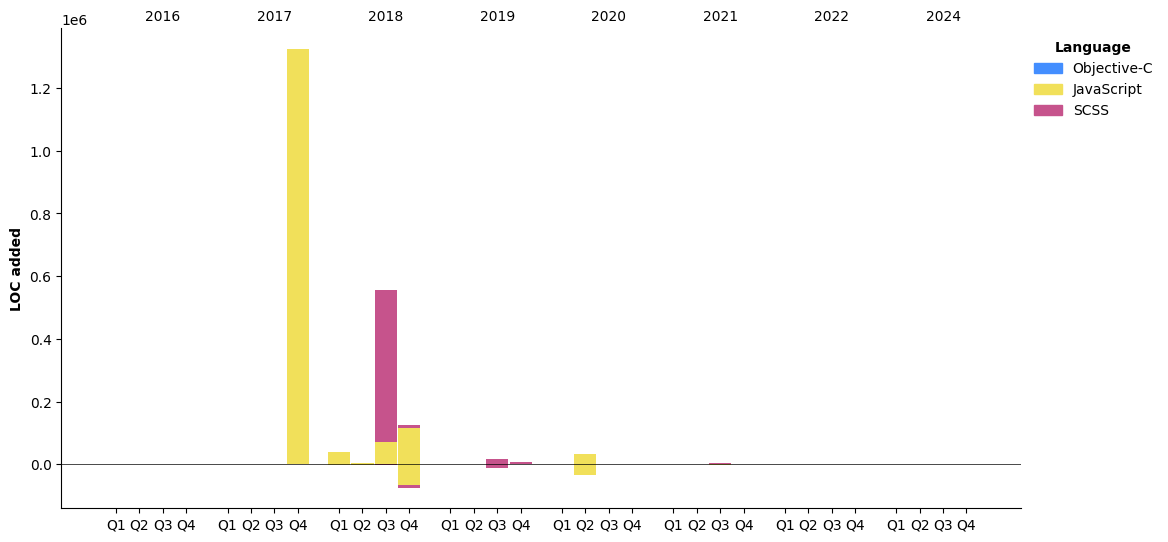 2016 2017 2018 2019 2020 2021 2022 2024
1e6
Language
Objective-C
JavaScript
SCSS
1.2
1.0
0.8
0.6
0.4
0.2
0.0
LOC added
Q1 Q2 Q3 Q4 Q1 Q2 Q3 Q4 Q1 Q2 Q3 Q4 Q1 Q2 Q3 Q4 Q1 Q2 Q3 Q4 Q1 Q2 Q3 Q4 Q1 Q2 Q3 Q4 Q1 Q2 Q3 Q4